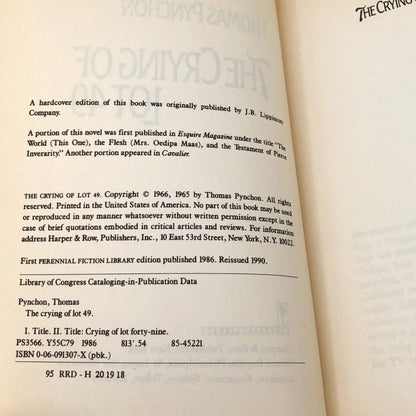 THE CRYING
A hardcover edition of this book was originally published by J.B. Lippincott
Company.
A portion of this novel was first published in Esquire Magazine under the title "The
World (This One), the Flesh (Mrs. Oedipa Maas), and the Testament of Pierce
Inverarity." Another portion appeared in Cavalier.
THE CRYING OF LOT 49. Copyright © 1966, 1965 by Thomas Pynchon. All rights
reserved. Printed in the United States of America. No part of this book may be used
or reproduced in any manner whatsoever without written permission except in the
case of brief quotations embodied in critical articles and reviews. For information
address Harper & Row, Publishers, Inc., 10 East 53rd Street, New York, N.Y. 10022.
First PERENNIAL FICTION LIBRARY edition published 1986. Reissued 1990.
Library of Congress Cataloging-in-Publication Data
Pynchon, Thomas
The crying of lot 49.
I. Title. II. Title: Crying of lot forty-nine.
PS3566. Y55C79 1986 813'.54 85-45221
ISBN 0-06-091307-X (pbk.)
95 RRD - H 20 19 18